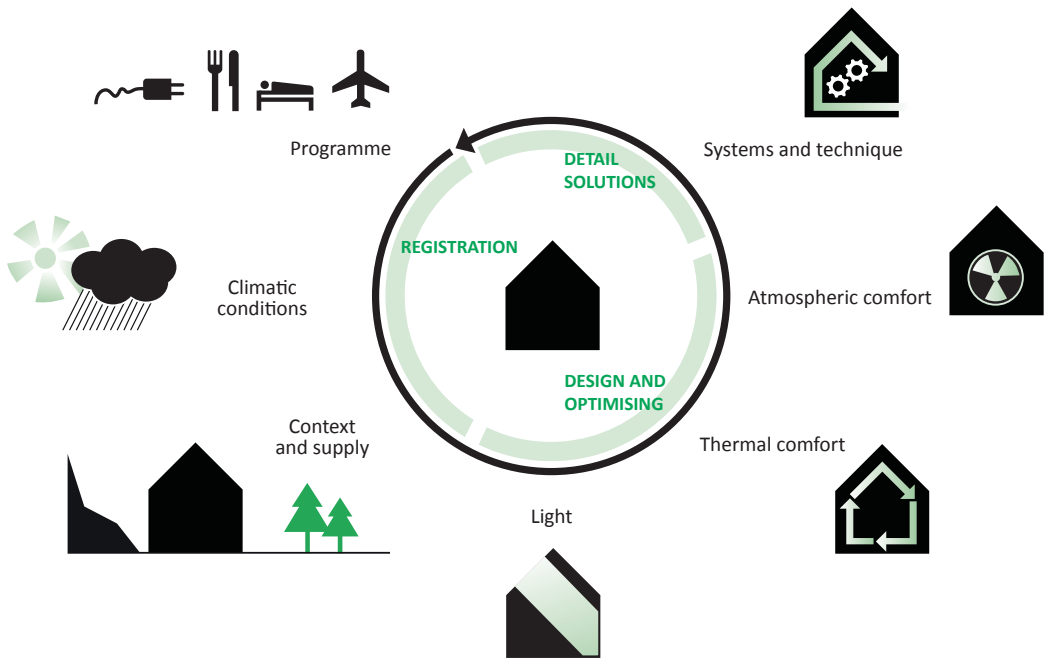 Programme
DETAIL
SOLUTIONS
Systems and technique
REGISTRATION
Climatic
conditions
Atmospheric comfort
DESIGN AND
OPTIMISING
Context
and supply
Thermal comfort
Light